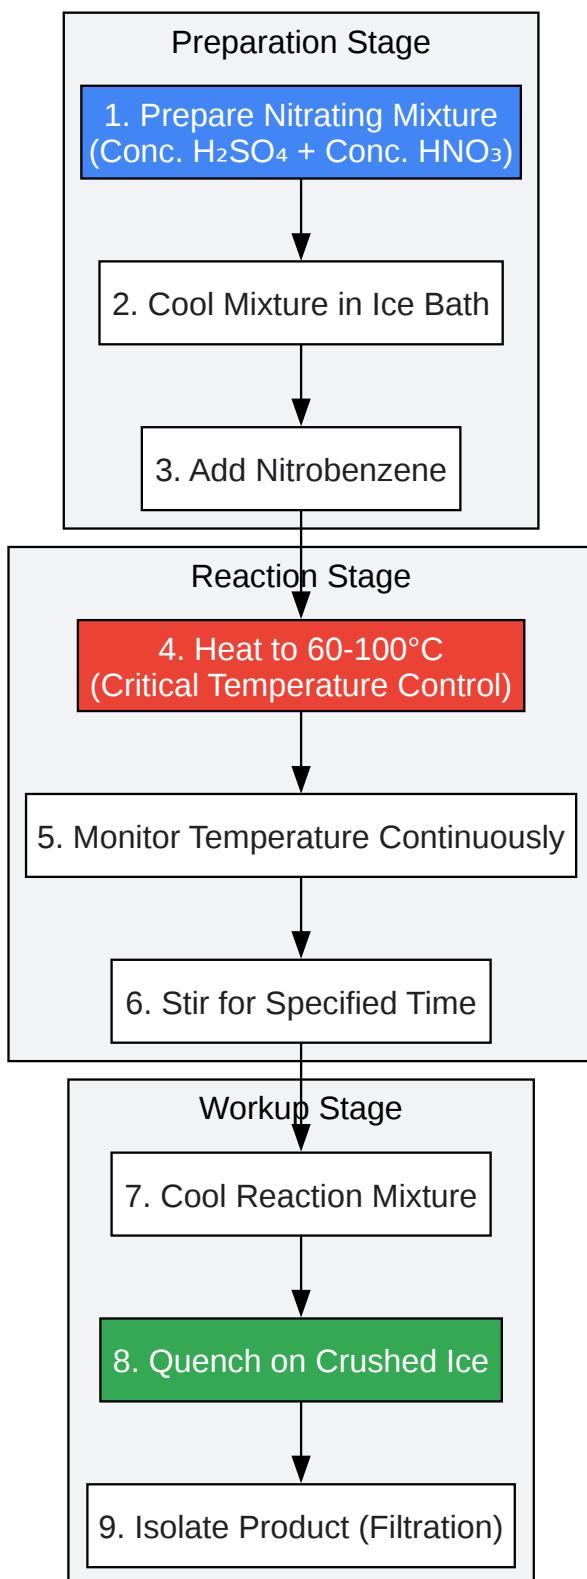 Preparation Stage
1. Prepare Nitrating Mixture
(Conc. H₂SO₄ + Conc. HNO₃)
2. Cool Mixture in Ice Bath
3. Add Nitrobenzene
Reaction Stage
4. Heat to 60-100°C
(Critical Temperature Control)
5. Monitor Temperature Continuously
6. Stir for Specified Time
Workup Stage
7. Cool Reaction Mixture
8. Quench on Crushed Ice
9. Isolate Product (Filtration)